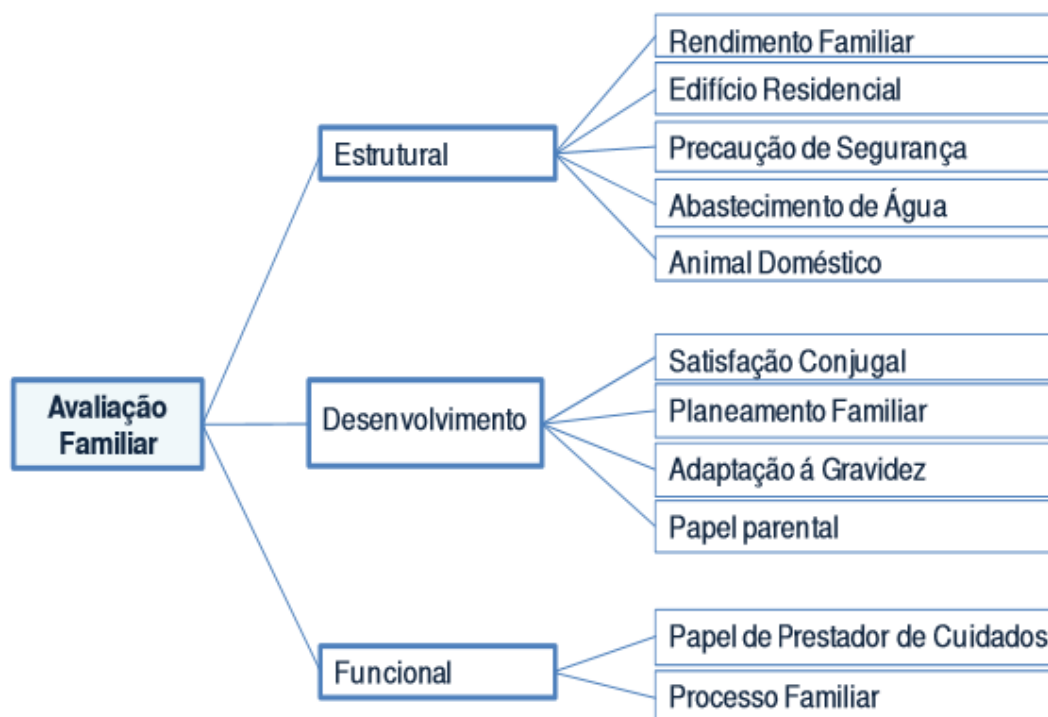 Rendimento Familiar
Edifício Residencial
Estrutural
Precaução de Segurança
Abastecimento de Água
Animal Doméstico
Avaliação
Familiar
Desenvolvimento
Satisfação Conjugal
Planeamento Familiar
Adaptação á Gravidez
Papel parental
Funcional
Papel de Prestador de Cuidados
Processo Familiar